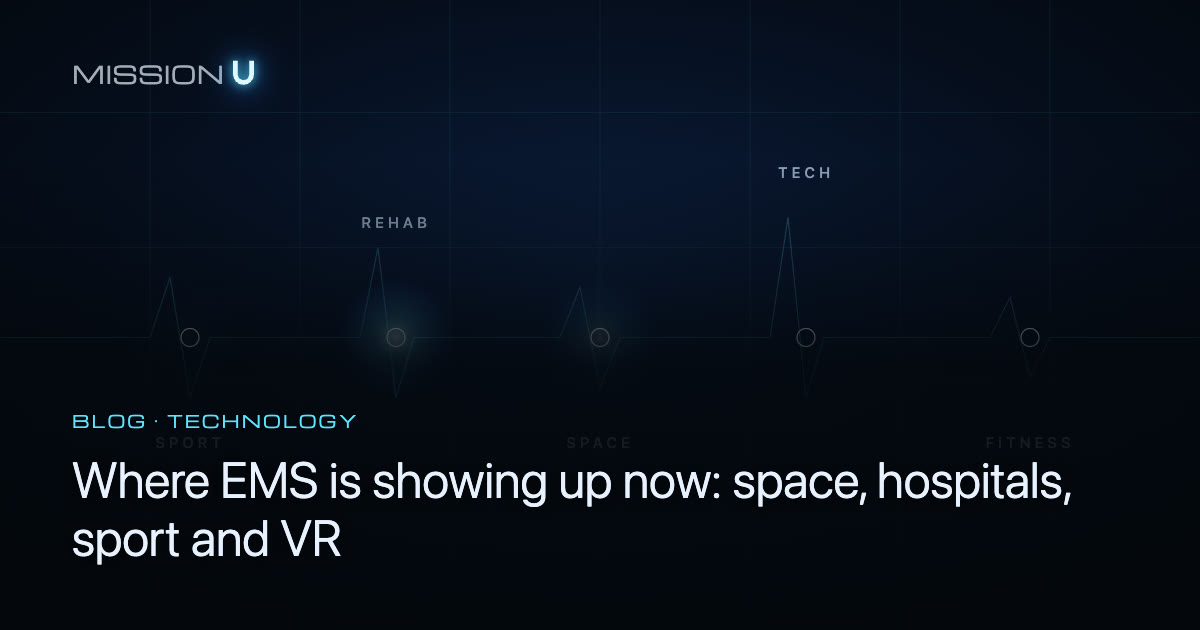 MISSION U
TECH
REHAB
BLOG · TECHNOLOGY
SPORT SPACE FITNESS
Where EMS is showing up now: space, hospitals,
sport and VR